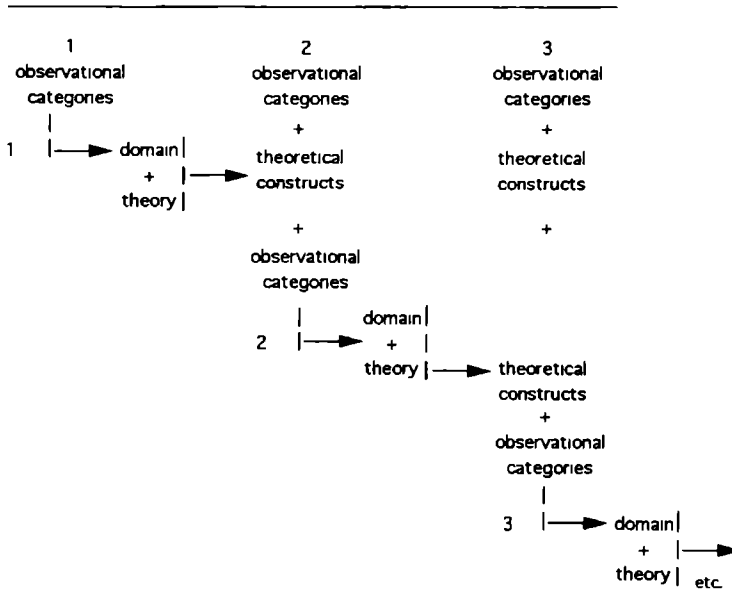 1 2 3
observational observational observational
categories categories categories
+ +
1 domain theoretical theoretical
+ constructs constructs
theory
+ +
observational
categories
domain
2 +
theory theoretical
constructs
+
observational
categories
3 domain
+
theory etc.